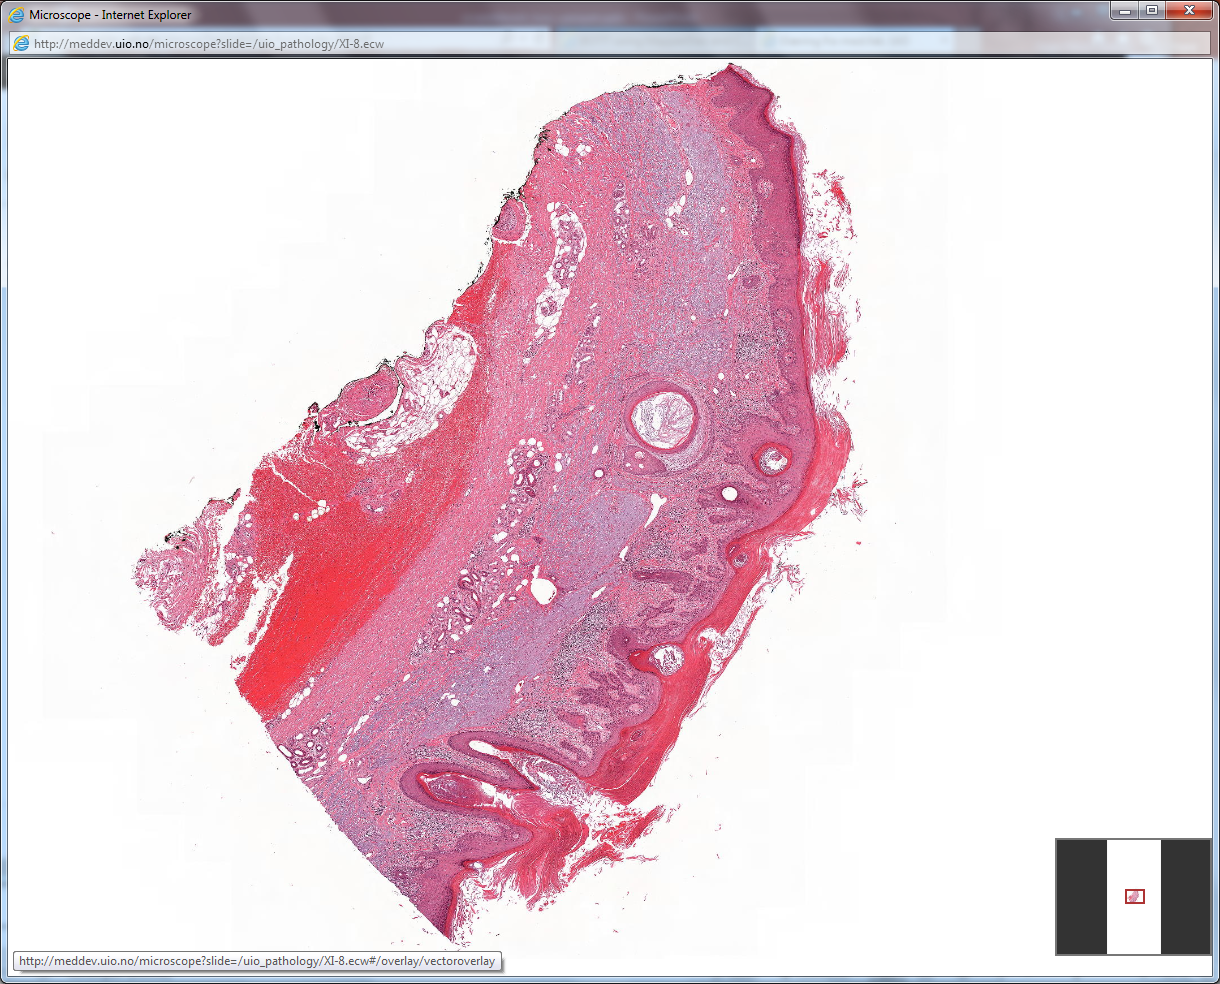 Microscope - Internet Explorer
http://meddev.uio.no/microscope?slide=/uio_pathology/XI-8.ecw
http://meddev.uio.no/microscope?slide=/uio_pathology/XI-8.ecw#/overlay/vectoroverlay